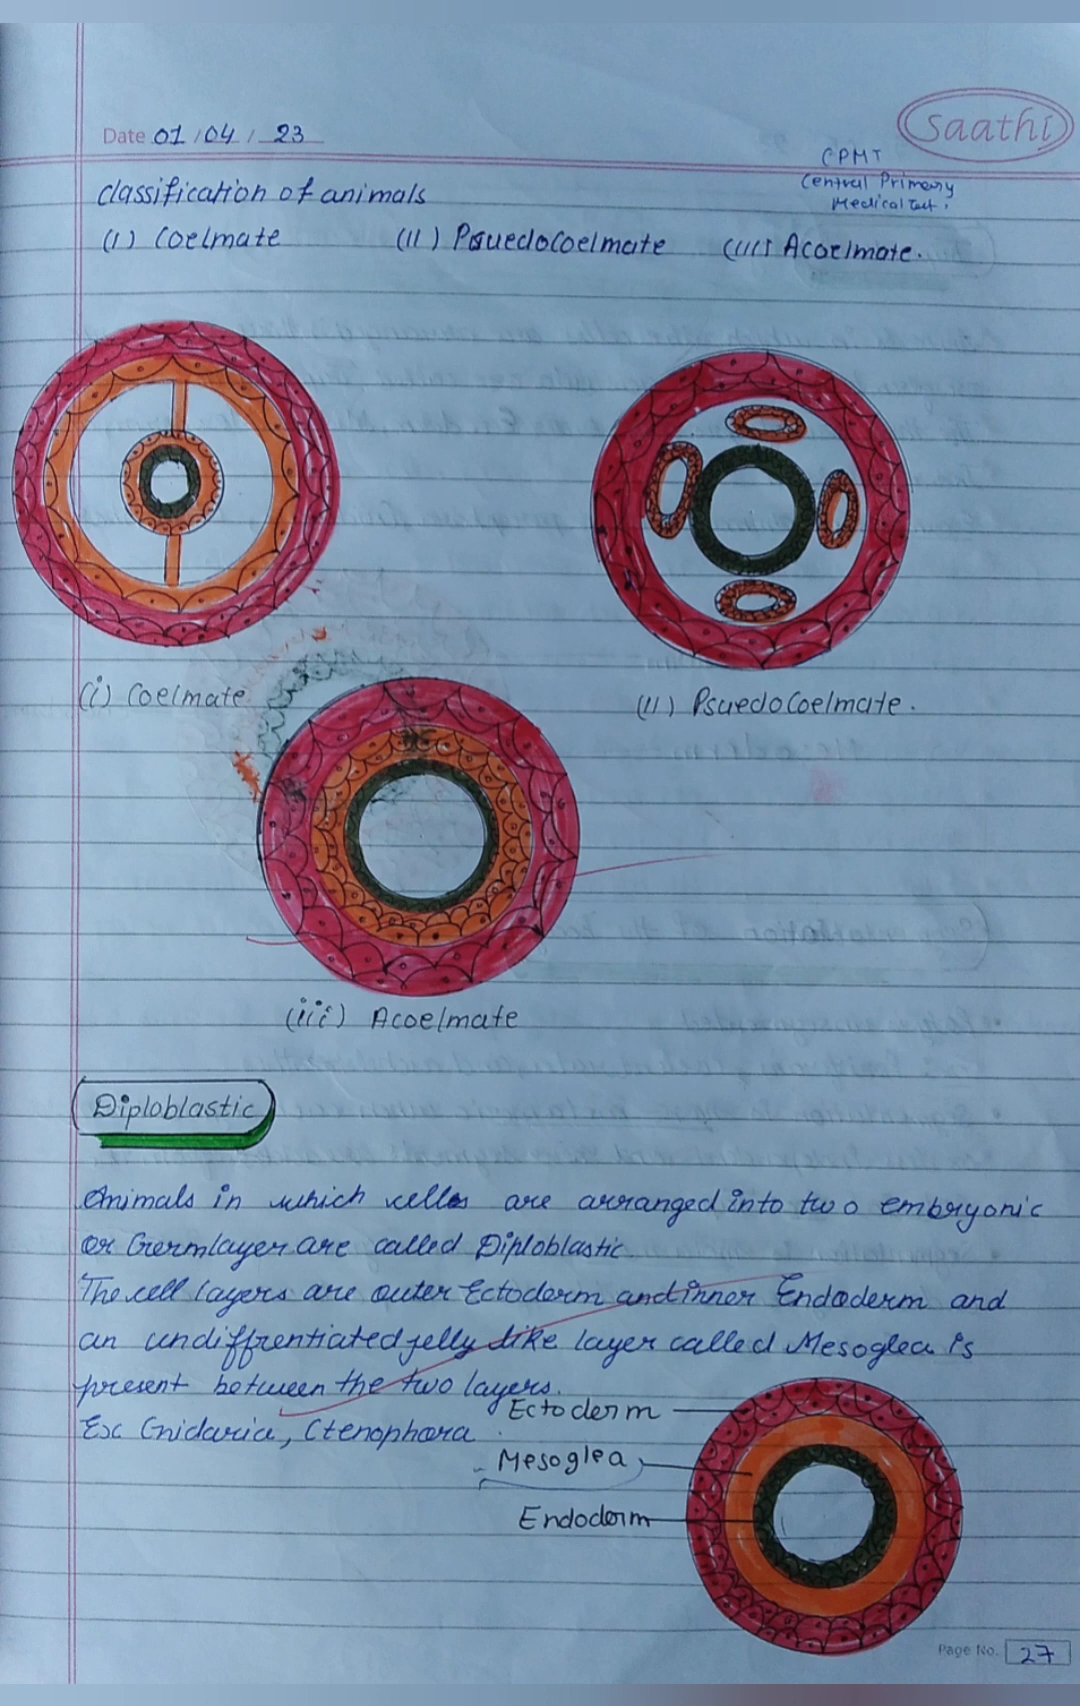 saathi
Date 01/04/23
CPMT
Central Primery
Medical Test.
Classification of animals
(I) Coelmate (II) PsuedoCoelmate (III) Acoelmate.
(i) Coelmate
(II) PsuedoCoelmate.
(iii) Acoelmate
Diploblastic
Animals in which cells are arranged into two embryonic
or Germlayer are called Diploblastic
The cell layers are outer Ectoderm and inner Endoderm and
an undiffrentiated jelly like layer called Mesoglea is
present between the two layers.
Ex Cnidaria, Ctenophora
Ectoderm
Mesoglea
Endoderm
Page No. 27